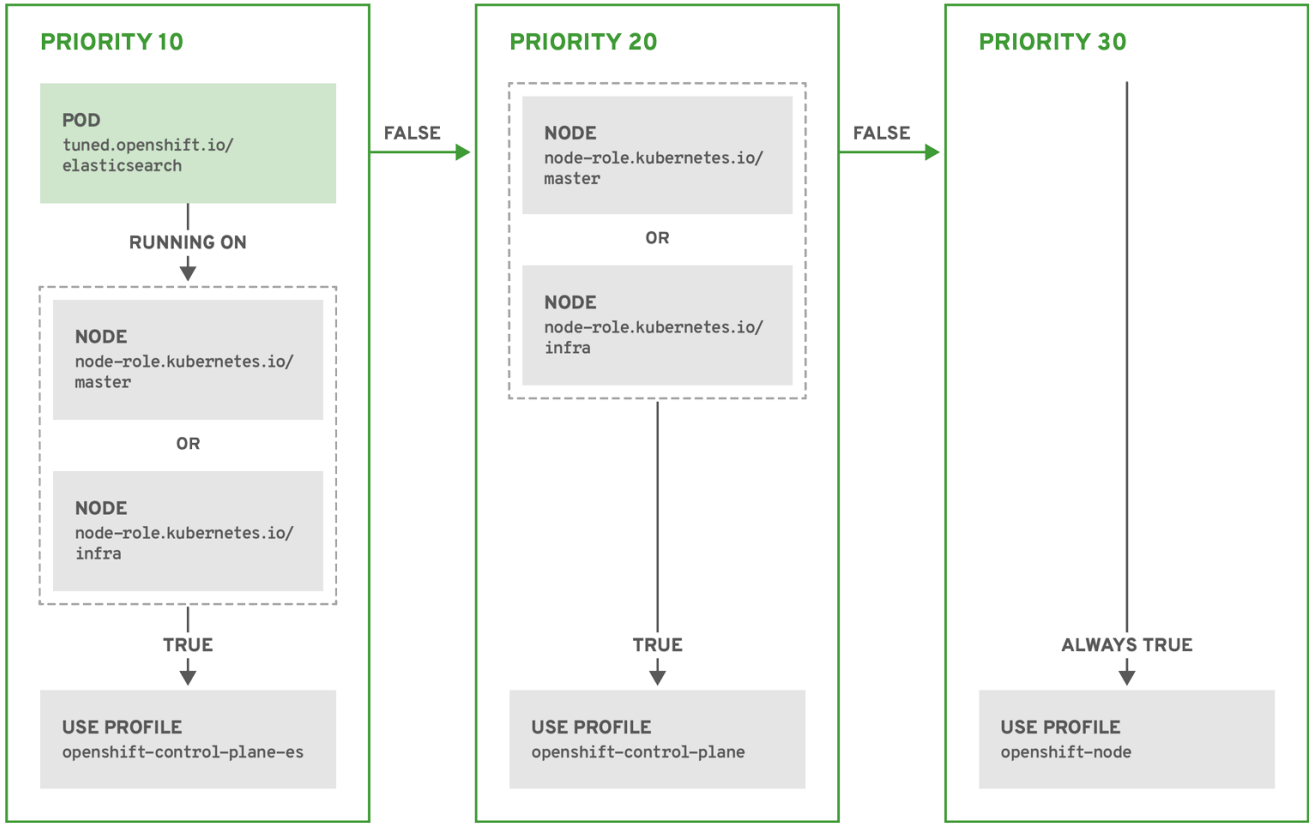 PRIORITY 10
POD
tuned.openshift.io/
elasticsearch
RUNNING ON
NODE
node-role.kubernetes.io/
master
OR
NODE
node-role.kubernetes.io/
infra
TRUE
USE PROFILE
openshift-control-plane-es
FALSE
PRIORITY 20
NODE
node-role.kubernetes.io/
master
OR
NODE
node-role.kubernetes.io/
infra
TRUE
USE PROFILE
openshift-control-plane
FALSE
PRIORITY 30
ALWAYS TRUE
USE PROFILE
openshift-node